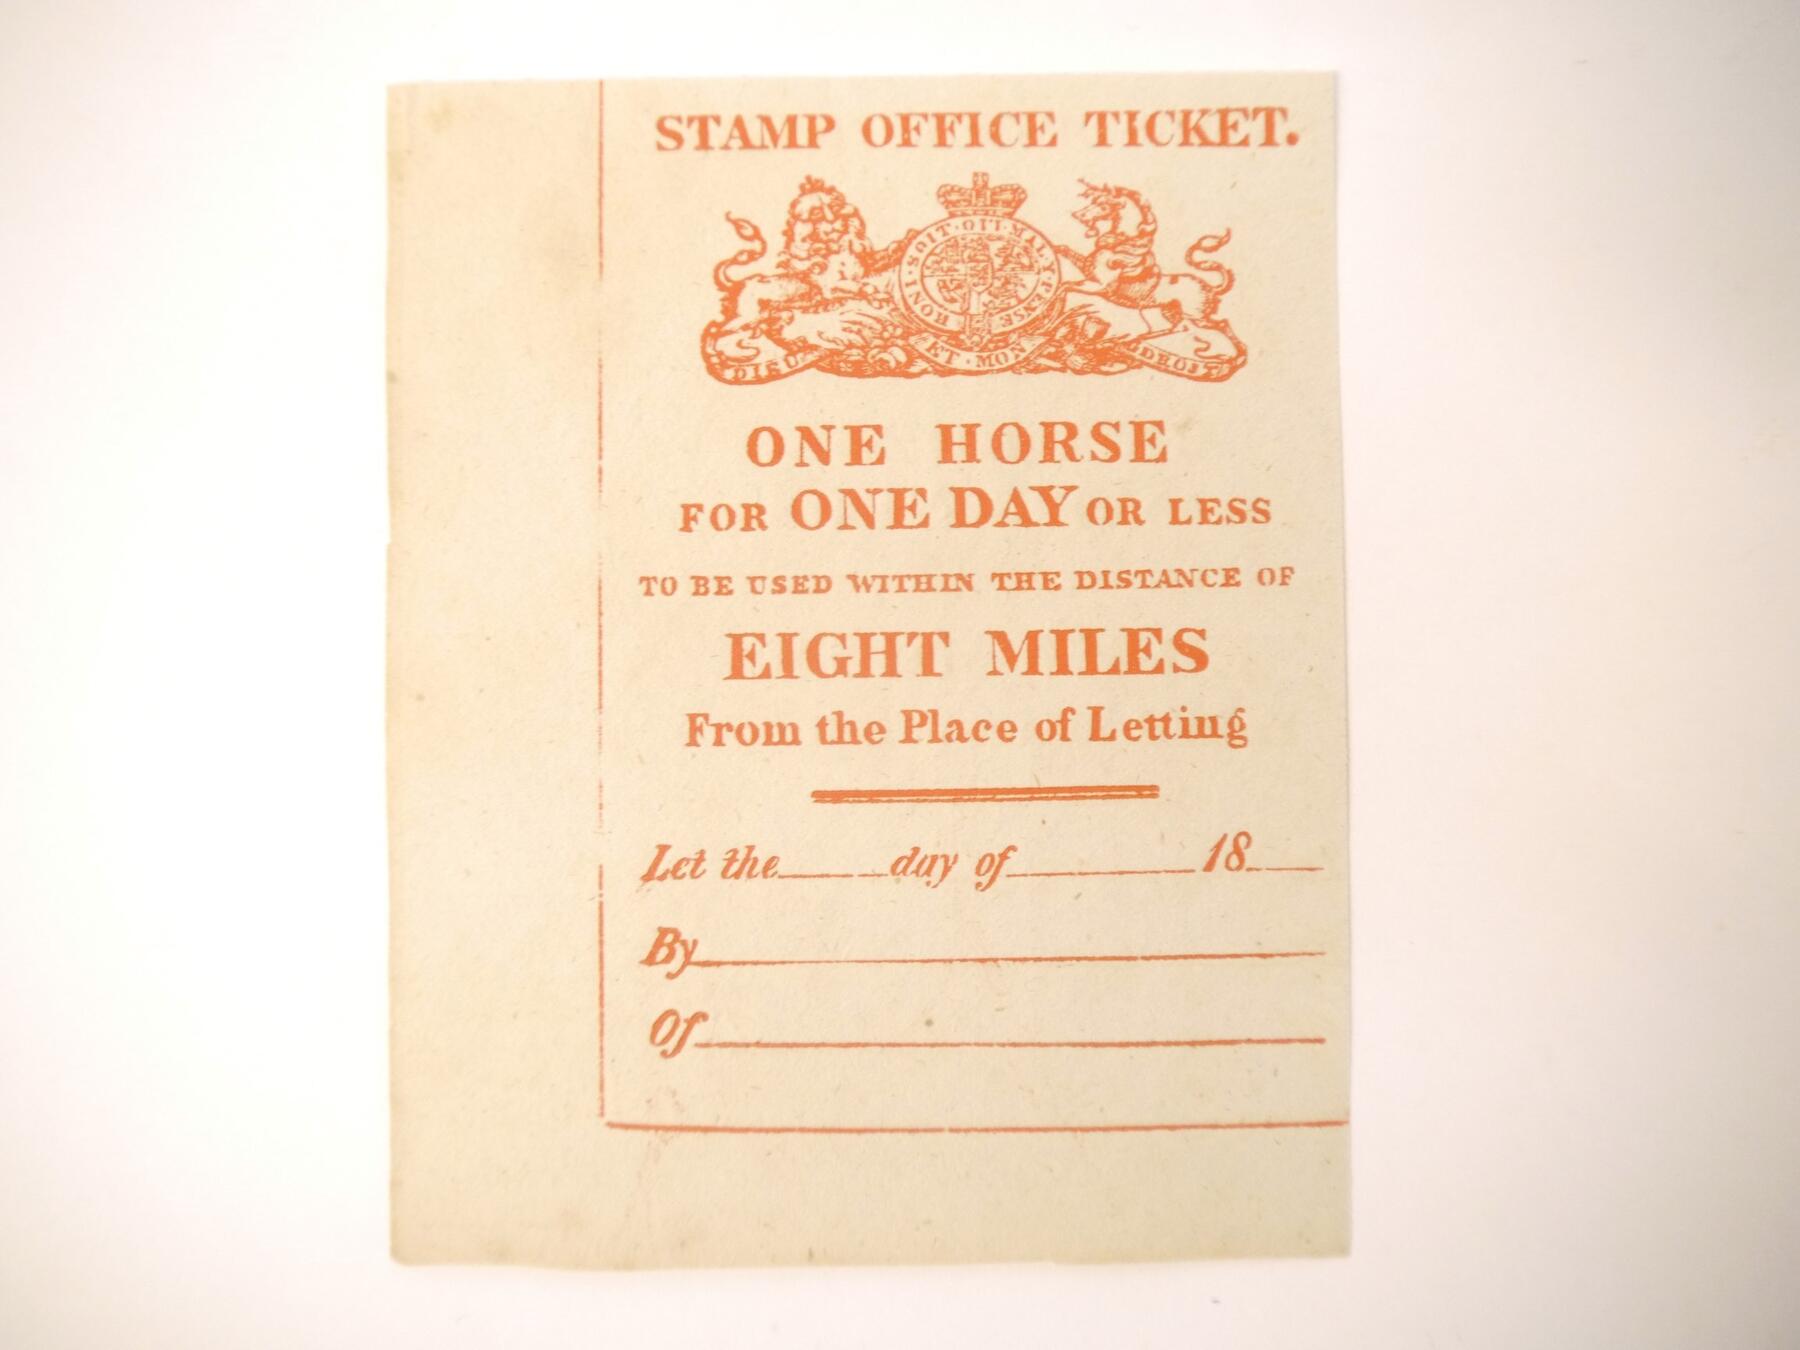 STAMP OFFICE TICKET.
HONI · SOIT · QUI · MAL · Y · PENSE
DIEU ET · MON DROIT
ONE HORSE
FOR ONE DAY OR LESS
TO BE USED WITHIN THE DISTANCE OF
EIGHT MILES
From the Place of Letting
Let the day of 18
By
Of